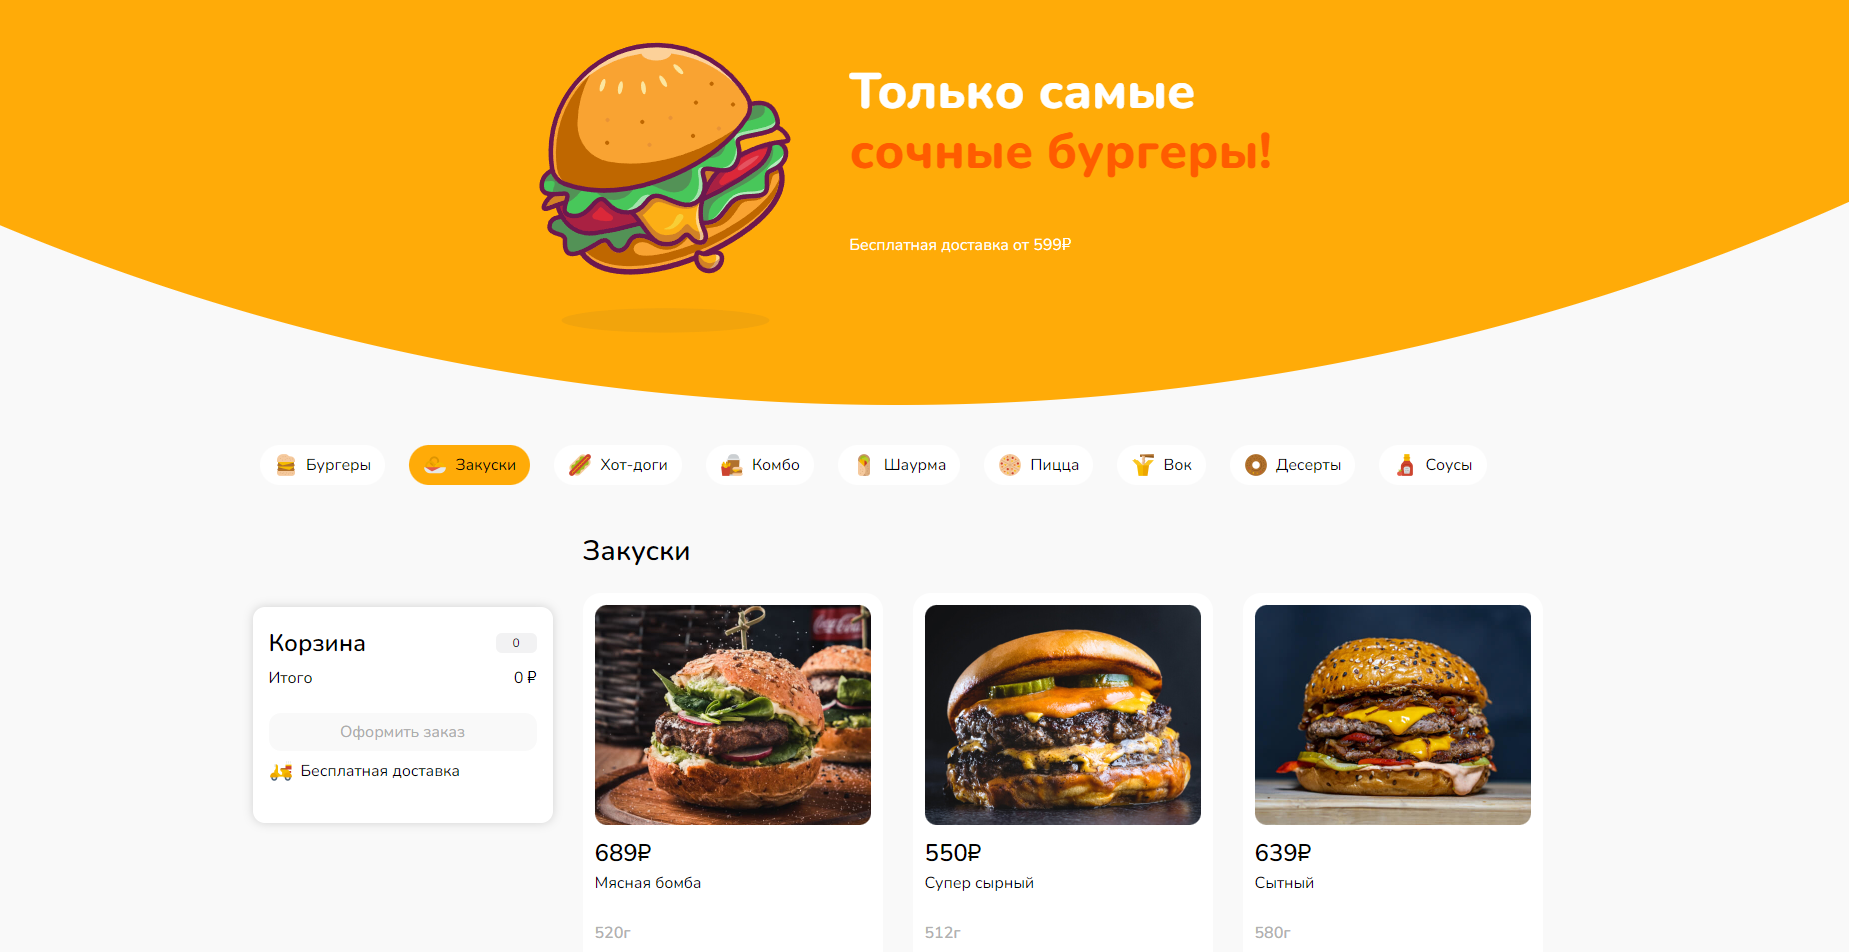 Только самые
сочные бургеры!
Бесплатная доставка от 599₽
Бургеры
Закуски
Хот-доги
Комбо
Шаурма
Пицца
Вок
Десерты
Соусы
Закуски
Корзина
0
Итого
0 ₽
Оформить заказ
Бесплатная доставка
689₽
Мясная бомба
520г
550₽
Супер сырный
512г
639₽
Сытный
580г